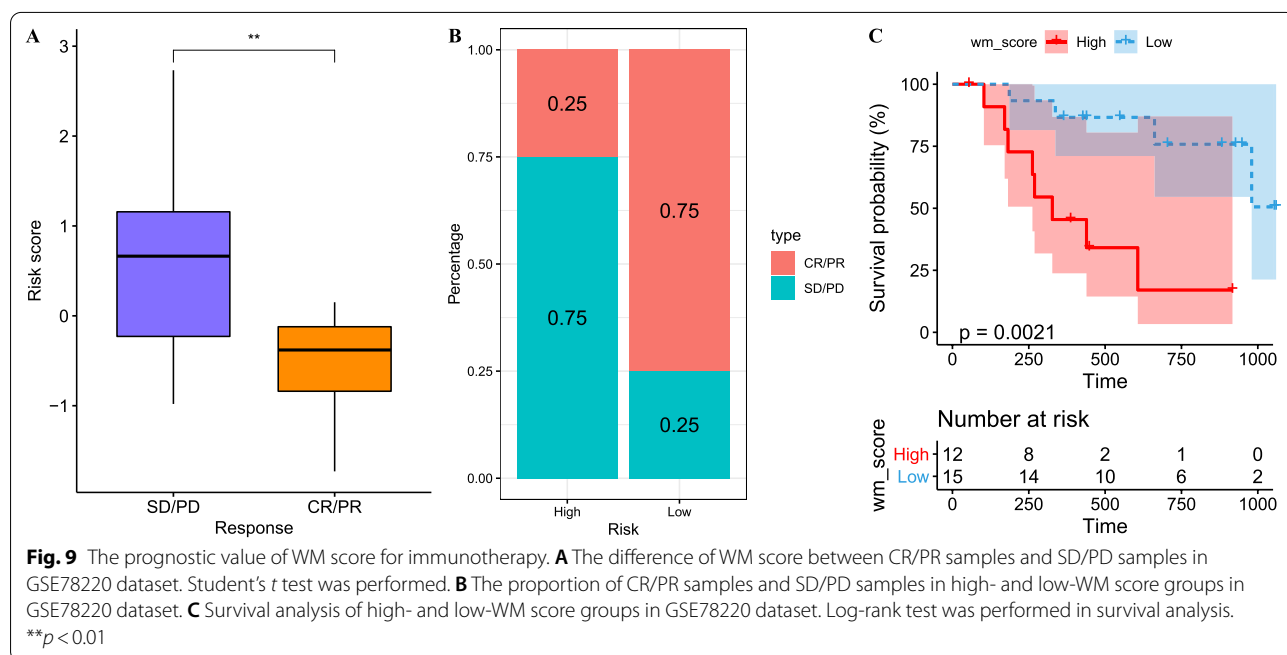 A
**
3
2
1
0
−1
Risk score
SD/PD
CR/PR
Response
B
1.00
0.75
0.50
0.25
0.00
Percentage
0.25
0.75
0.75
0.25
High
Low
Risk
type
CR/PR
SD/PD
C
wm_score
High
Low
100
75
50
25
0
Survival probability (%)
p = 0.0021
0
250
500
750
1000
Time
Number at risk
wm_score
High 12 8 2 1 0
Low 15 14 10 6 2
0 250 500 750 1000
Time
Fig. 9 The prognostic value of WM score for immunotherapy. A The difference of WM score between CR/PR samples and SD/PD samples in
GSE78220 dataset. Student's t test was performed. B The proportion of CR/PR samples and SD/PD samples in high- and low-WM score groups in
GSE78220 dataset. C Survival analysis of high- and low-WM score groups in GSE78220 dataset. Log-rank test was performed in survival analysis.
**p < 0.01